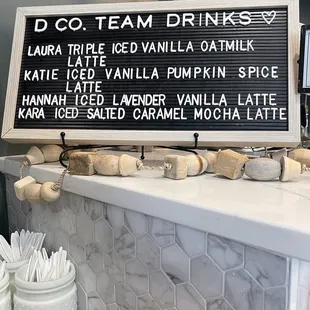 D CO. TEAM DRINKS ♡
LAURA TRIPLE ICED VANILLA OATMILK
LATTE
KATIE ICED VANILLA PUMPKIN SPICE
LATTE
HANNAH ICED LAVENDER VANILLA LATTE
KARA ICED SALTED CARAMEL MOCHA LATTE